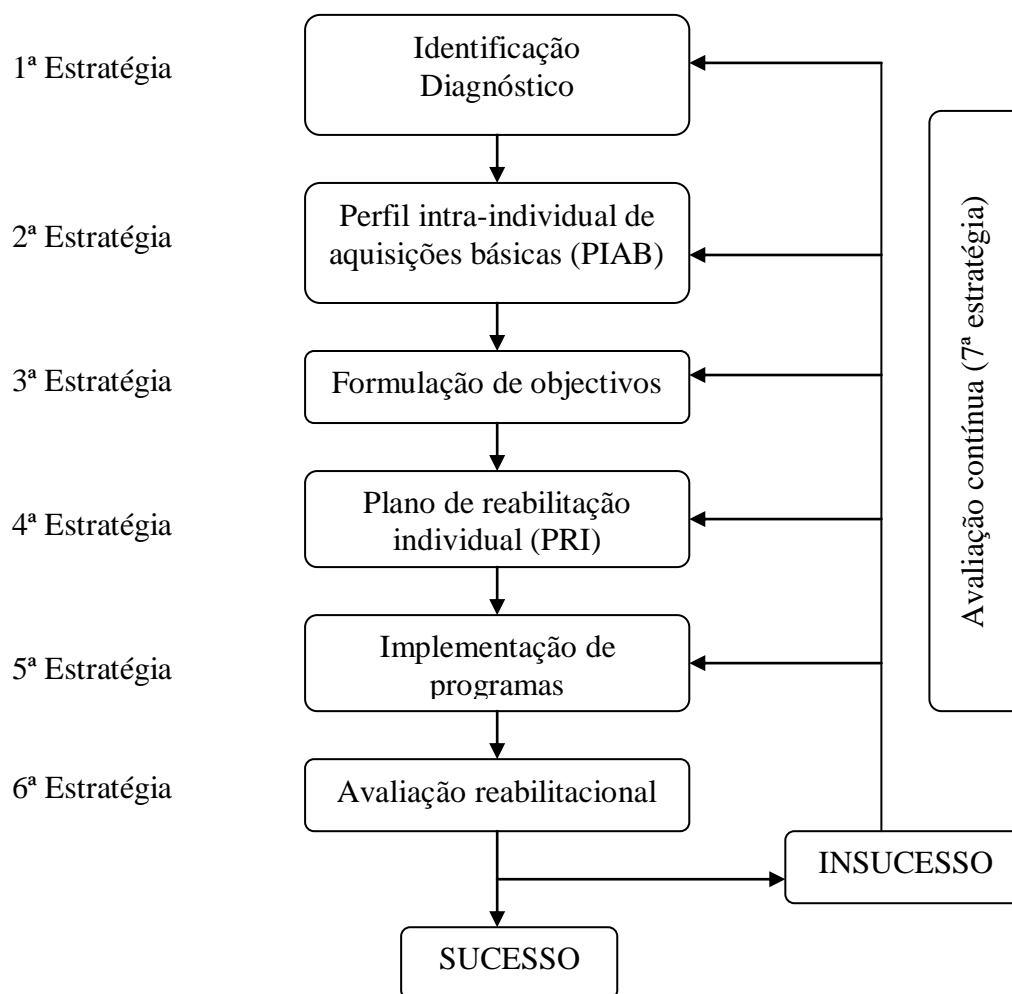 1ª Estratégia
Identificação
Diagnóstico
2ª Estratégia
Perfil intra-individual de
aquisições básicas (PIAB)
3ª Estratégia
Formulação de objectivos
4ª Estratégia
Plano de reabilitação
individual (PRI)
5ª Estratégia
Implementação de
programas
6ª Estratégia
Avaliação reabilitacional
INSUCESSO
SUCESSO
Avaliação contínua (7ª estratégia)